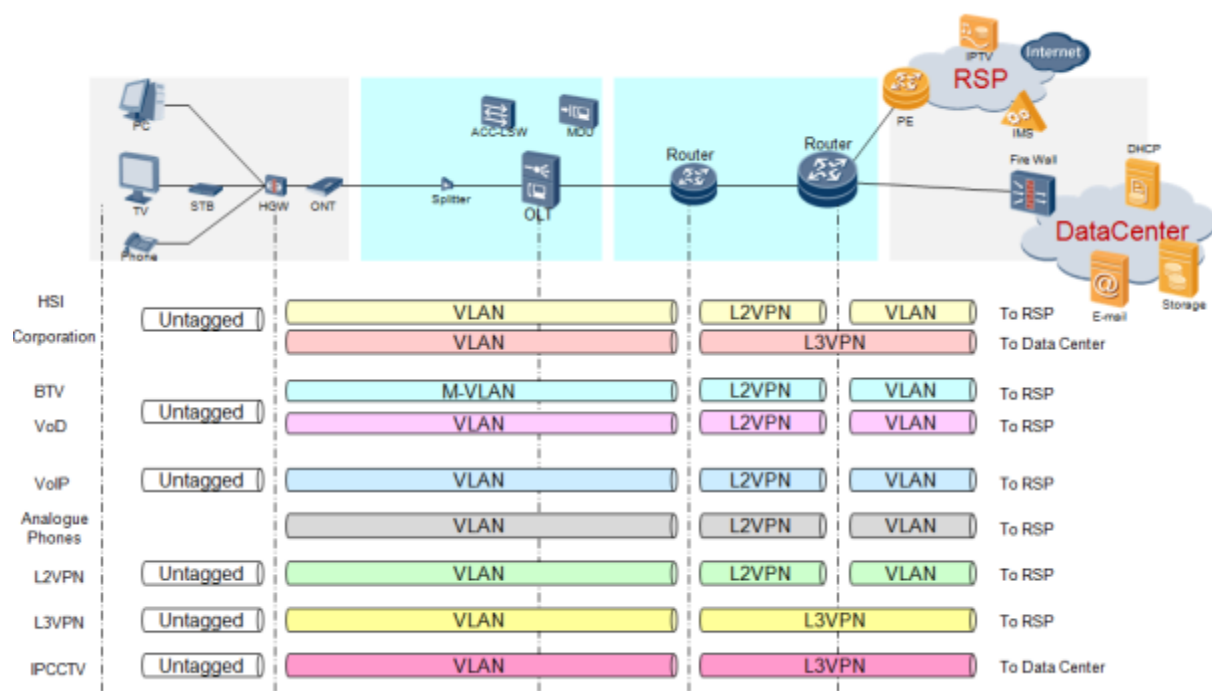 IPTV
Internet
RSP
PE
IMS
PC
ACC-LSW
MDU
Router
Router
Fire Wall
DHCP
TV
STB
HGW
ONT
Splitter
OLT
DataCenter
Phone
E-mail
Storage
HSI
Untagged
VLAN
L2VPN
VLAN
To RSP
Corporation
VLAN
L3VPN
To Data Center
BTV
Untagged
M-VLAN
L2VPN
VLAN
To RSP
VoD
VLAN
L2VPN
VLAN
To RSP
VoIP
Untagged
VLAN
L2VPN
VLAN
To RSP
Analogue
Phones
VLAN
L2VPN
VLAN
To RSP
L2VPN
Untagged
VLAN
L2VPN
VLAN
To RSP
L3VPN
Untagged
VLAN
L3VPN
To RSP
IPCCTV
Untagged
VLAN
L3VPN
To Data Center